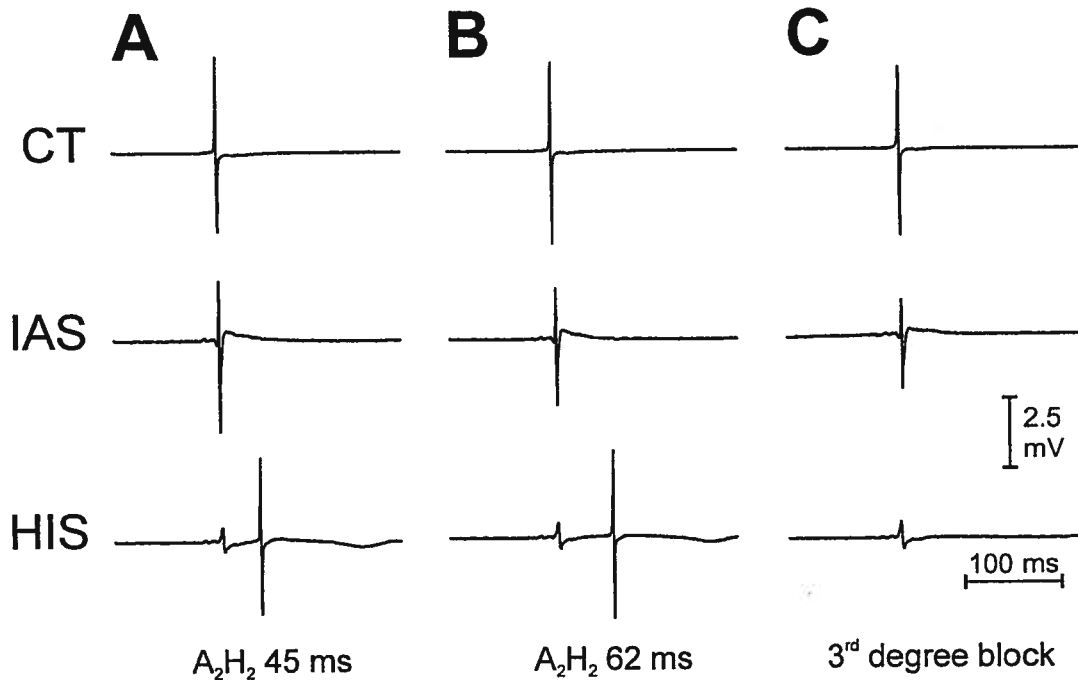 A B C
CT
IAS
2.5
mV
HIS
100 ms
A₂H₂ 45 ms A₂H₂ 62 ms 3ʳᵈ degree block